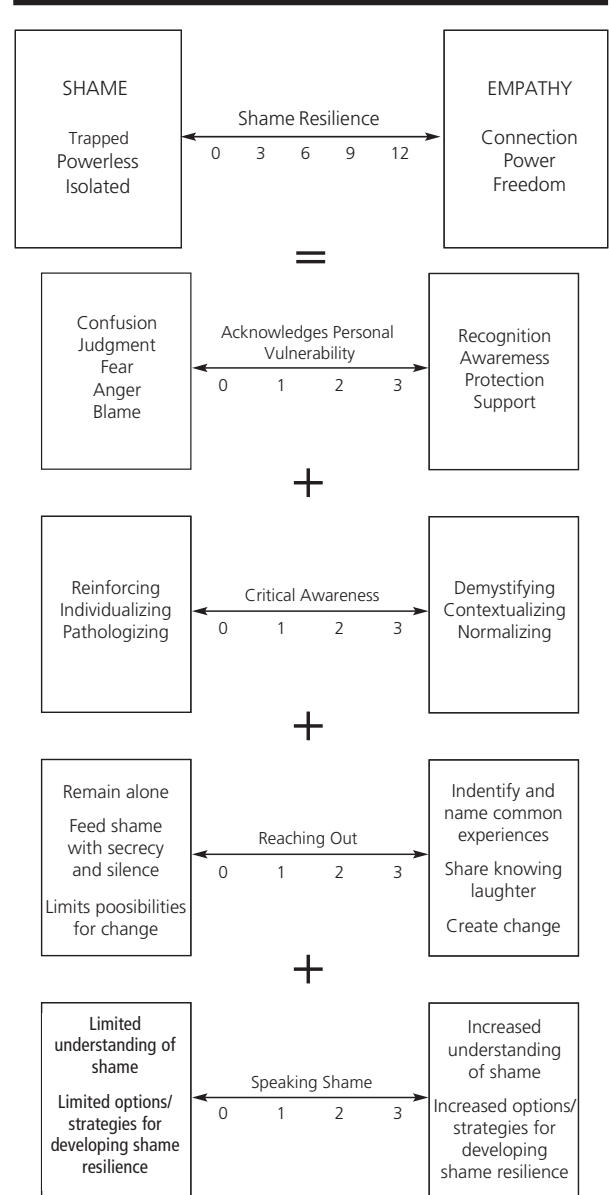 SHAME
Trapped
Powerless
Isolated
Shame Resilience
0 3 6 9 12
EMPATHY
Connection
Power
Freedom
=
Confusion
Judgment
Fear
Anger
Blame
Acknowledges Personal
Vulnerability
0 1 2 3
Recognition
Awaremess
Protection
Support
+
Reinforcing
Individualizing
Pathologizing
Critical Awareness
0 1 2 3
Demystifying
Contextualizing
Normalizing
+
Remain alone
Feed shame
with secrecy
and silence
Limits poosibilities
for change
Reaching Out
0 1 2 3
Indentify and
name common
experiences
Share knowing
laughter
Create change
+
Limited
understanding of
shame
Limited options/
strategies for
developing shame
resilience
Speaking Shame
0 1 2 3
Increased
understanding
of shame
Increased options/
strategies for
developing
shame resilience